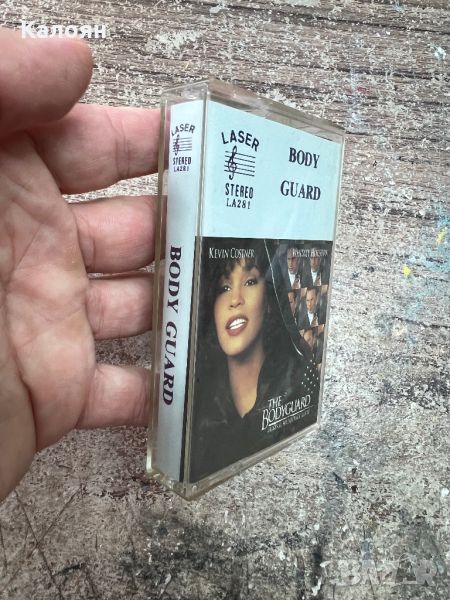 Калоян
LASER
STEREO
LA281
BODY GUARD
LASER
STEREO
LA281
BODY
GUARD
KEVIN COSTNER
WHITNEY HOUSTON
THE
BODYGUARD
BAZAR